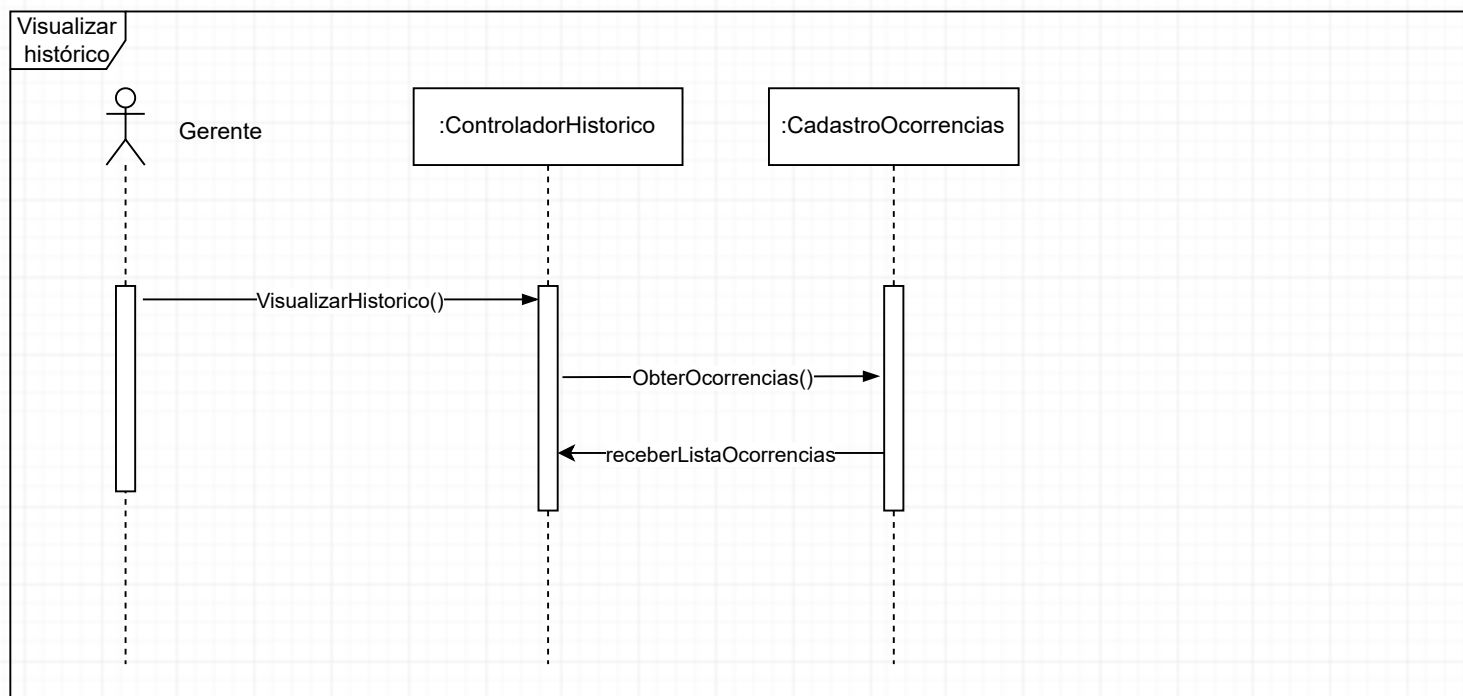 Visualizar
histórico
Gerente
:ControladorHistorico
:CadastroOcorrencias
VisualizarHistorico()
ObterOcorrencias()
receberListaOcorrencias